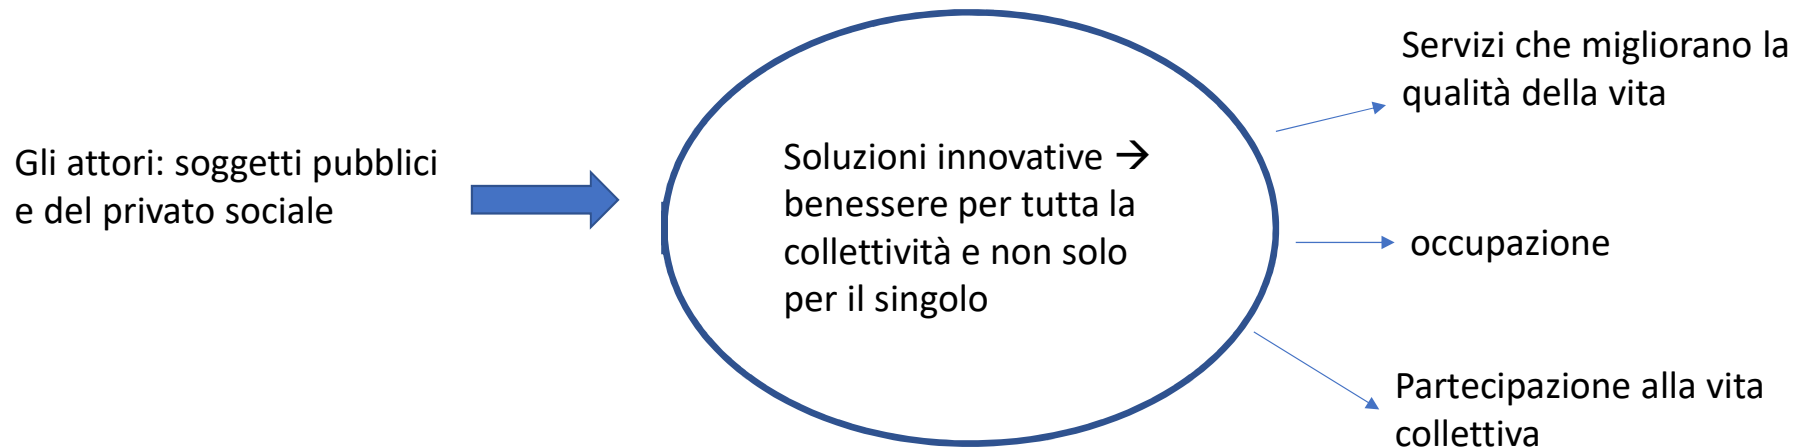 Gli attori: soggetti pubblici
e del privato sociale
Soluzioni innovative →
benessere per tutta la
collettività e non solo
per il singolo
Servizi che migliorano la
qualità della vita
occupazione
Partecipazione alla vita
collettiva